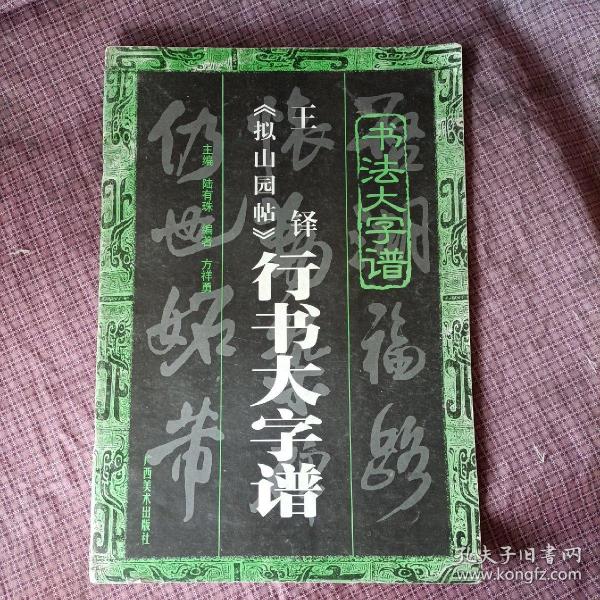 书法大字谱
王铎
《拟山园帖》
行书大字谱
主编 陆有珠 编著 方祥勇
广西美术出版社
孔夫子旧书网
www.kongfz.com